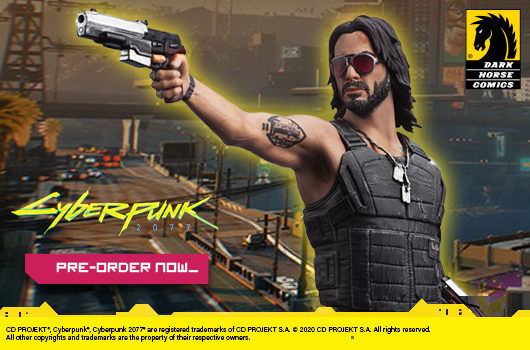 DARK
HORSE
COMICS
CYBERPUNK
2077
PRE-ORDER NOW_
CD PROJEKT®, Cyberpunk®, Cyberpunk 2077® are registered trademarks of CD PROJEKT S.A. © 2020 CD PROJEKT S.A. All rights reserved.
All other copyrights and trademarks are the property of their respective owners.